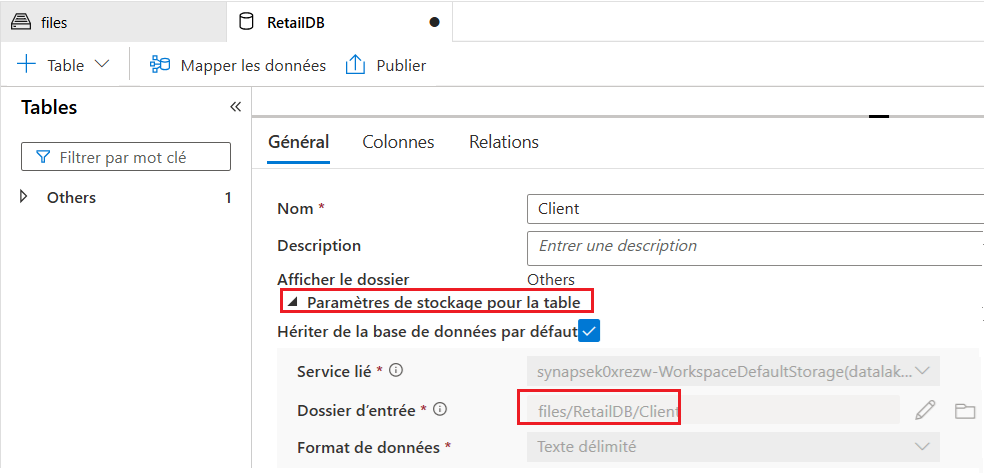 files
RetailDB
Table
Mapper les données
Publier
Tables
Filtrer par mot clé
Others 1
Général Colonnes Relations
Nom * Client
Description Entrer une description
Afficher le dossier Others
Paramètres de stockage pour la table
Hériter de la base de données par défaut
Service lié * synapsek0xrezw-WorkspaceDefaultStorage(datalak...
Dossier d'entrée * files/RetailDB/Client
Format de données * Texte délimité